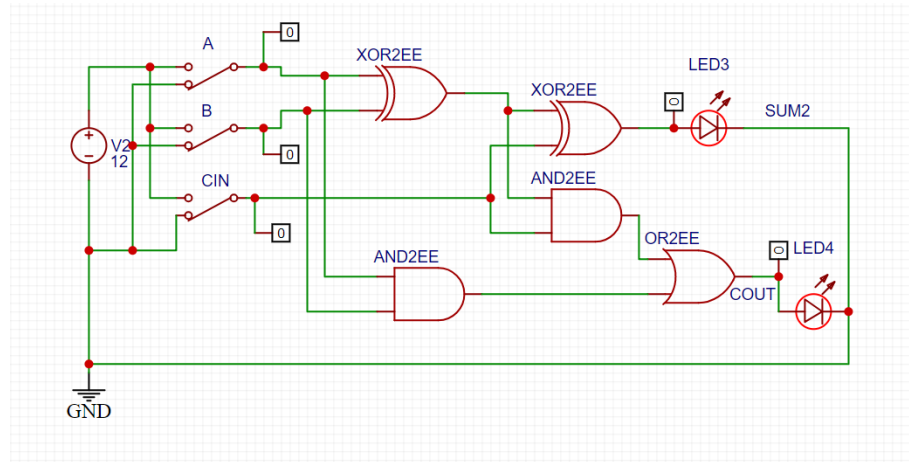 A
0
XOR2EE
XOR2EE
LED3
0
SUM2
B
V2
12
0
CIN
0
AND2EE
OR2EE
0
LED4
AND2EE
COUT
GND